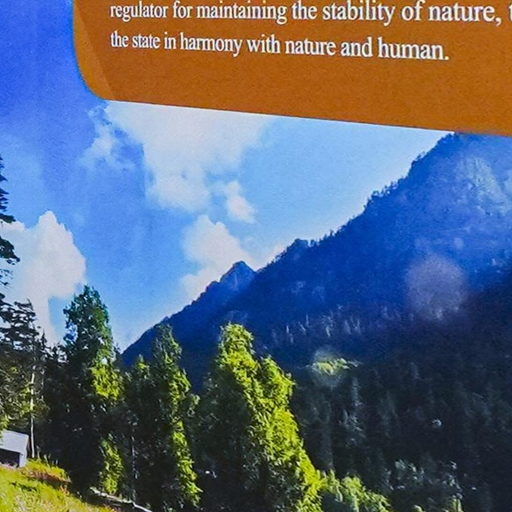 regulator for maintaining the stability of nature,
the state in harmony with nature and human.